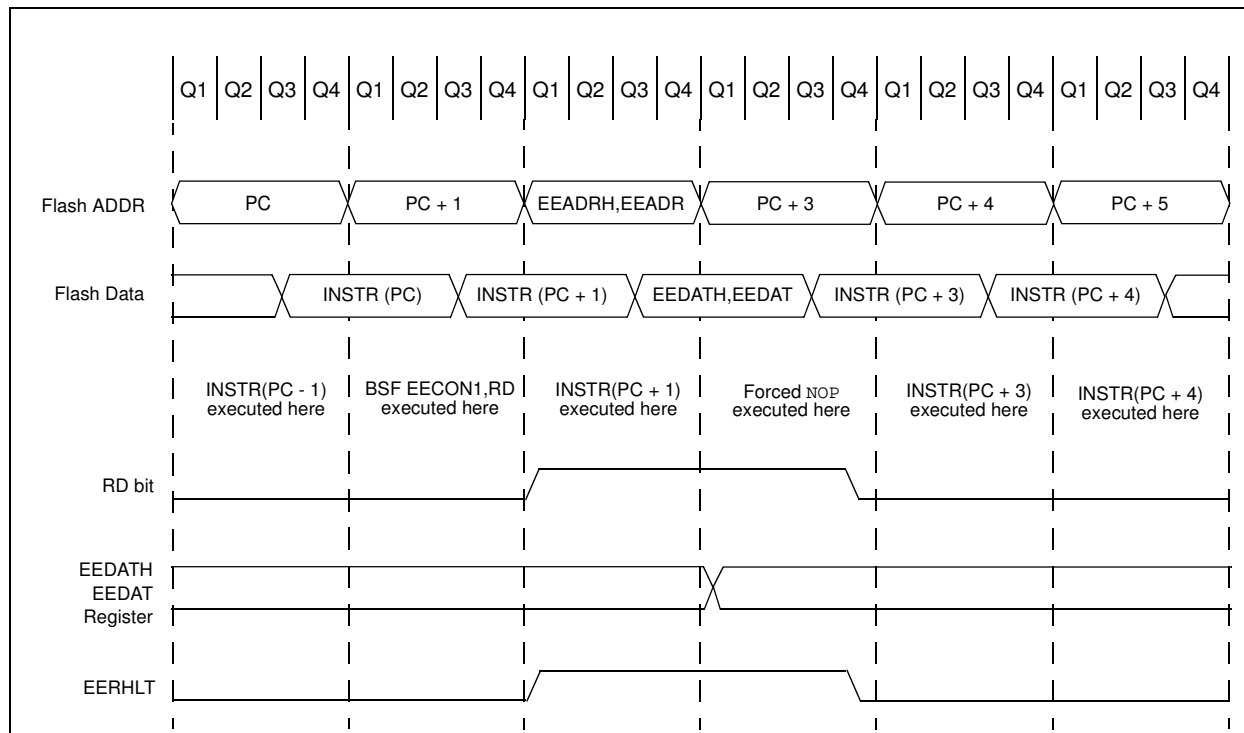 Q1 Q2 Q3 Q4 Q1 Q2 Q3 Q4 Q1 Q2 Q3 Q4 Q1 Q2 Q3 Q4 Q1 Q2 Q3 Q4 Q1 Q2 Q3 Q4
Flash ADDR PC PC + 1 EEADRH,EEADR PC + 3 PC + 4 PC + 5
Flash Data INSTR (PC) INSTR (PC + 1) EEDATH,EEDAT INSTR (PC + 3) INSTR (PC + 4)
INSTR(PC - 1) BSF EECON1,RD INSTR(PC + 1) Forced NOP INSTR(PC + 3) INSTR(PC + 4)
executed here executed here executed here executed here executed here executed here
RD bit
EEDATH
EEDAT
Register
EERHLT